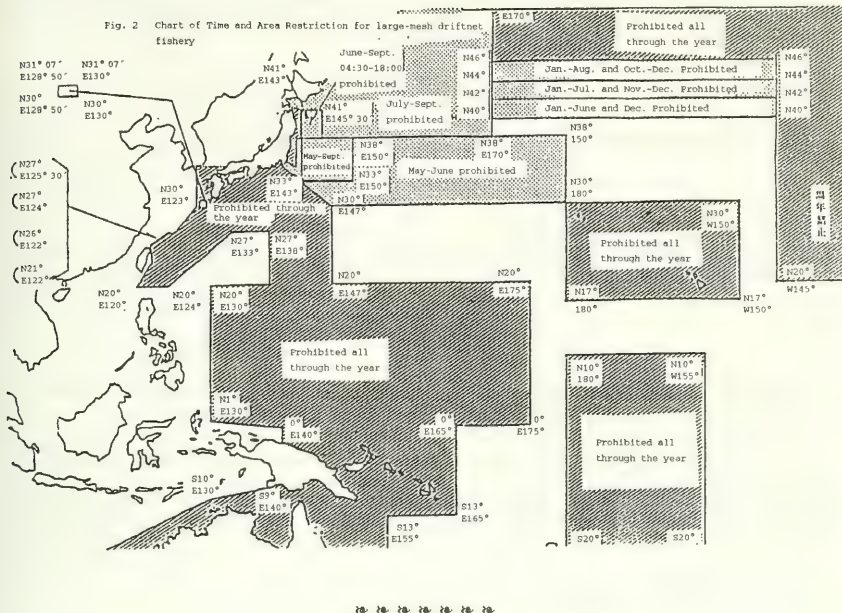 Fig. 2 Chart of Time and Area Restriction for large-mesh driftnet
fishery
E170°
Prohibited all
through the year
June-Sept.
04:30-18:00
prohibited
N31° 07′
E128° 50′
N31° 07′
E130°
N30°
E128° 50′
N30°
E130°
N41°
E143°
N46°
N44°
N42°
N40°
Jan.-Aug. and Oct.-Dec. Prohibited
Jan.-Jul. and Nov.-Dec. Prohibited
Jan.-June and Dec. Prohibited
N46°
N44°
N42°
N40°
N41°
E145° 30
July-Sept.
prohibited
N38°
150°
May-Sept.
prohibited
N38°
E150°
N38°
E170°
May-June prohibited
N33°
E150°
N33°
E143°
N30°
E147°
N30°
180°
(N27°
E125° 30
(N27°
E124°
(N26°
E122°
(N21°
E122°
N30°
E123°
Prohibited through
the year
N27°
E133°
N27°
E138°
N30°
W150°
Prohibited all
through the year
N20°
E120°
N20°
E124°
N20°
E130°
N20°
E147°
N20°
E175°
N17°
180°
N17°
W150°
N20°
W145°
Prohibited all
through the year
N1°
E130°
0°
E140°
0°
E165°
0°
E175°
N10°
180°
N10°
W155°
Prohibited all
through the year
S10°
E130°
S9°
E140°
S13°
E165°
S13°
E155°
S20°
S20°